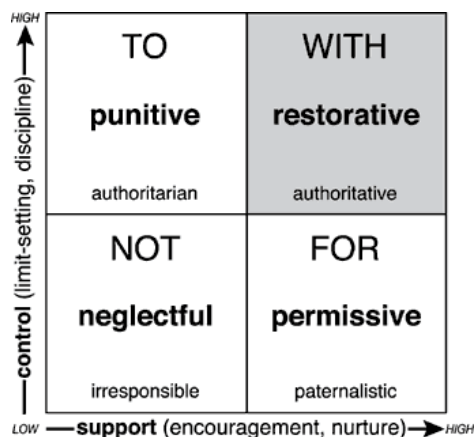 HIGH
TO
punitive
authoritarian
WITH
restorative
authoritative
NOT
neglectful
irresponsible
FOR
permissive
paternalistic
control (limit-setting, discipline)
LOW
support (encouragement, nurture)
HIGH